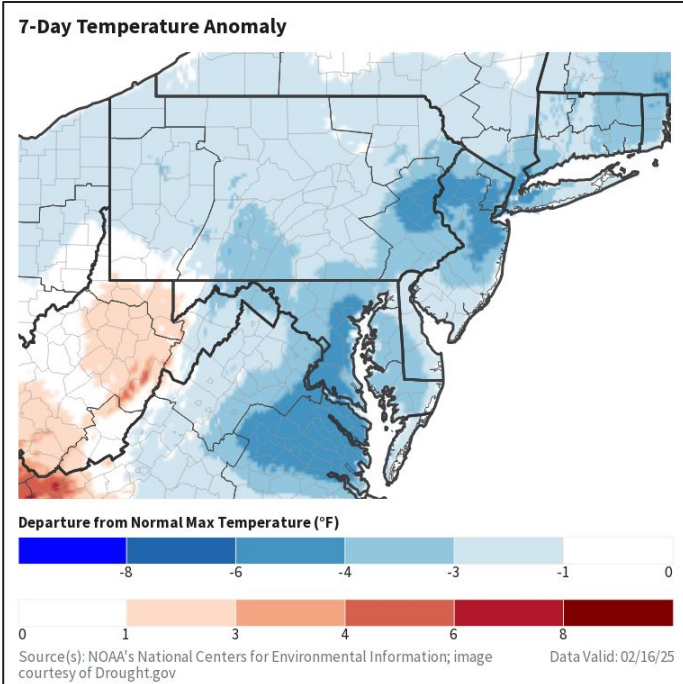 7-Day Temperature Anomaly
Departure from Normal Max Temperature (°F)
-8 -6 -4 -3 -1 0
0 1 3 4 6 8
Source(s): NOAA's National Centers for Environmental Information; image Data Valid: 02/16/25
courtesy of Drought.gov